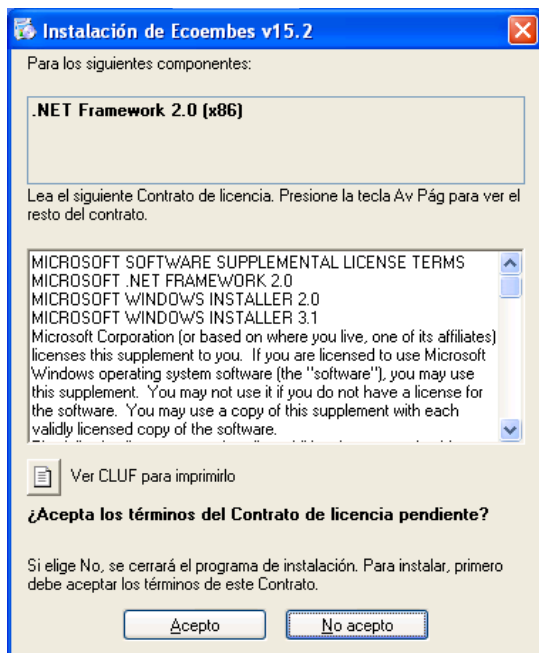 Instalación de Ecoembes v15.2
Para los siguientes componentes:
.NET Framework 2.0 (x86)
Lea el siguiente Contrato de licencia. Presione la tecla Av Pág para ver el
resto del contrato.
MICROSOFT SOFTWARE SUPPLEMENTAL LICENSE TERMS
MICROSOFT .NET FRAMEWORK 2.0
MICROSOFT WINDOWS INSTALLER 2.0
MICROSOFT WINDOWS INSTALLER 3.1
Microsoft Corporation (or based on where you live, one of its affiliates)
licenses this supplement to you.  If you are licensed to use Microsoft
Windows operating system software (the "software"), you may use
this supplement.  You may not use it if you do not have a license for
the software.  You may use a copy of this supplement with each
validly licensed copy of the software.
Ver CLUF para imprimirlo
¿Acepta los términos del Contrato de licencia pendiente?
Si elige No, se cerrará el programa de instalación. Para instalar, primero
debe aceptar los términos de este Contrato.
Acepto
No acepto